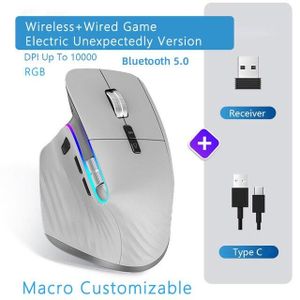 Wireless+Wired Game
Electric Unexpectedly Version
DPI Up To 10000
Bluetooth 5.0
RGB
Receiver
Type C
Macro Customizable